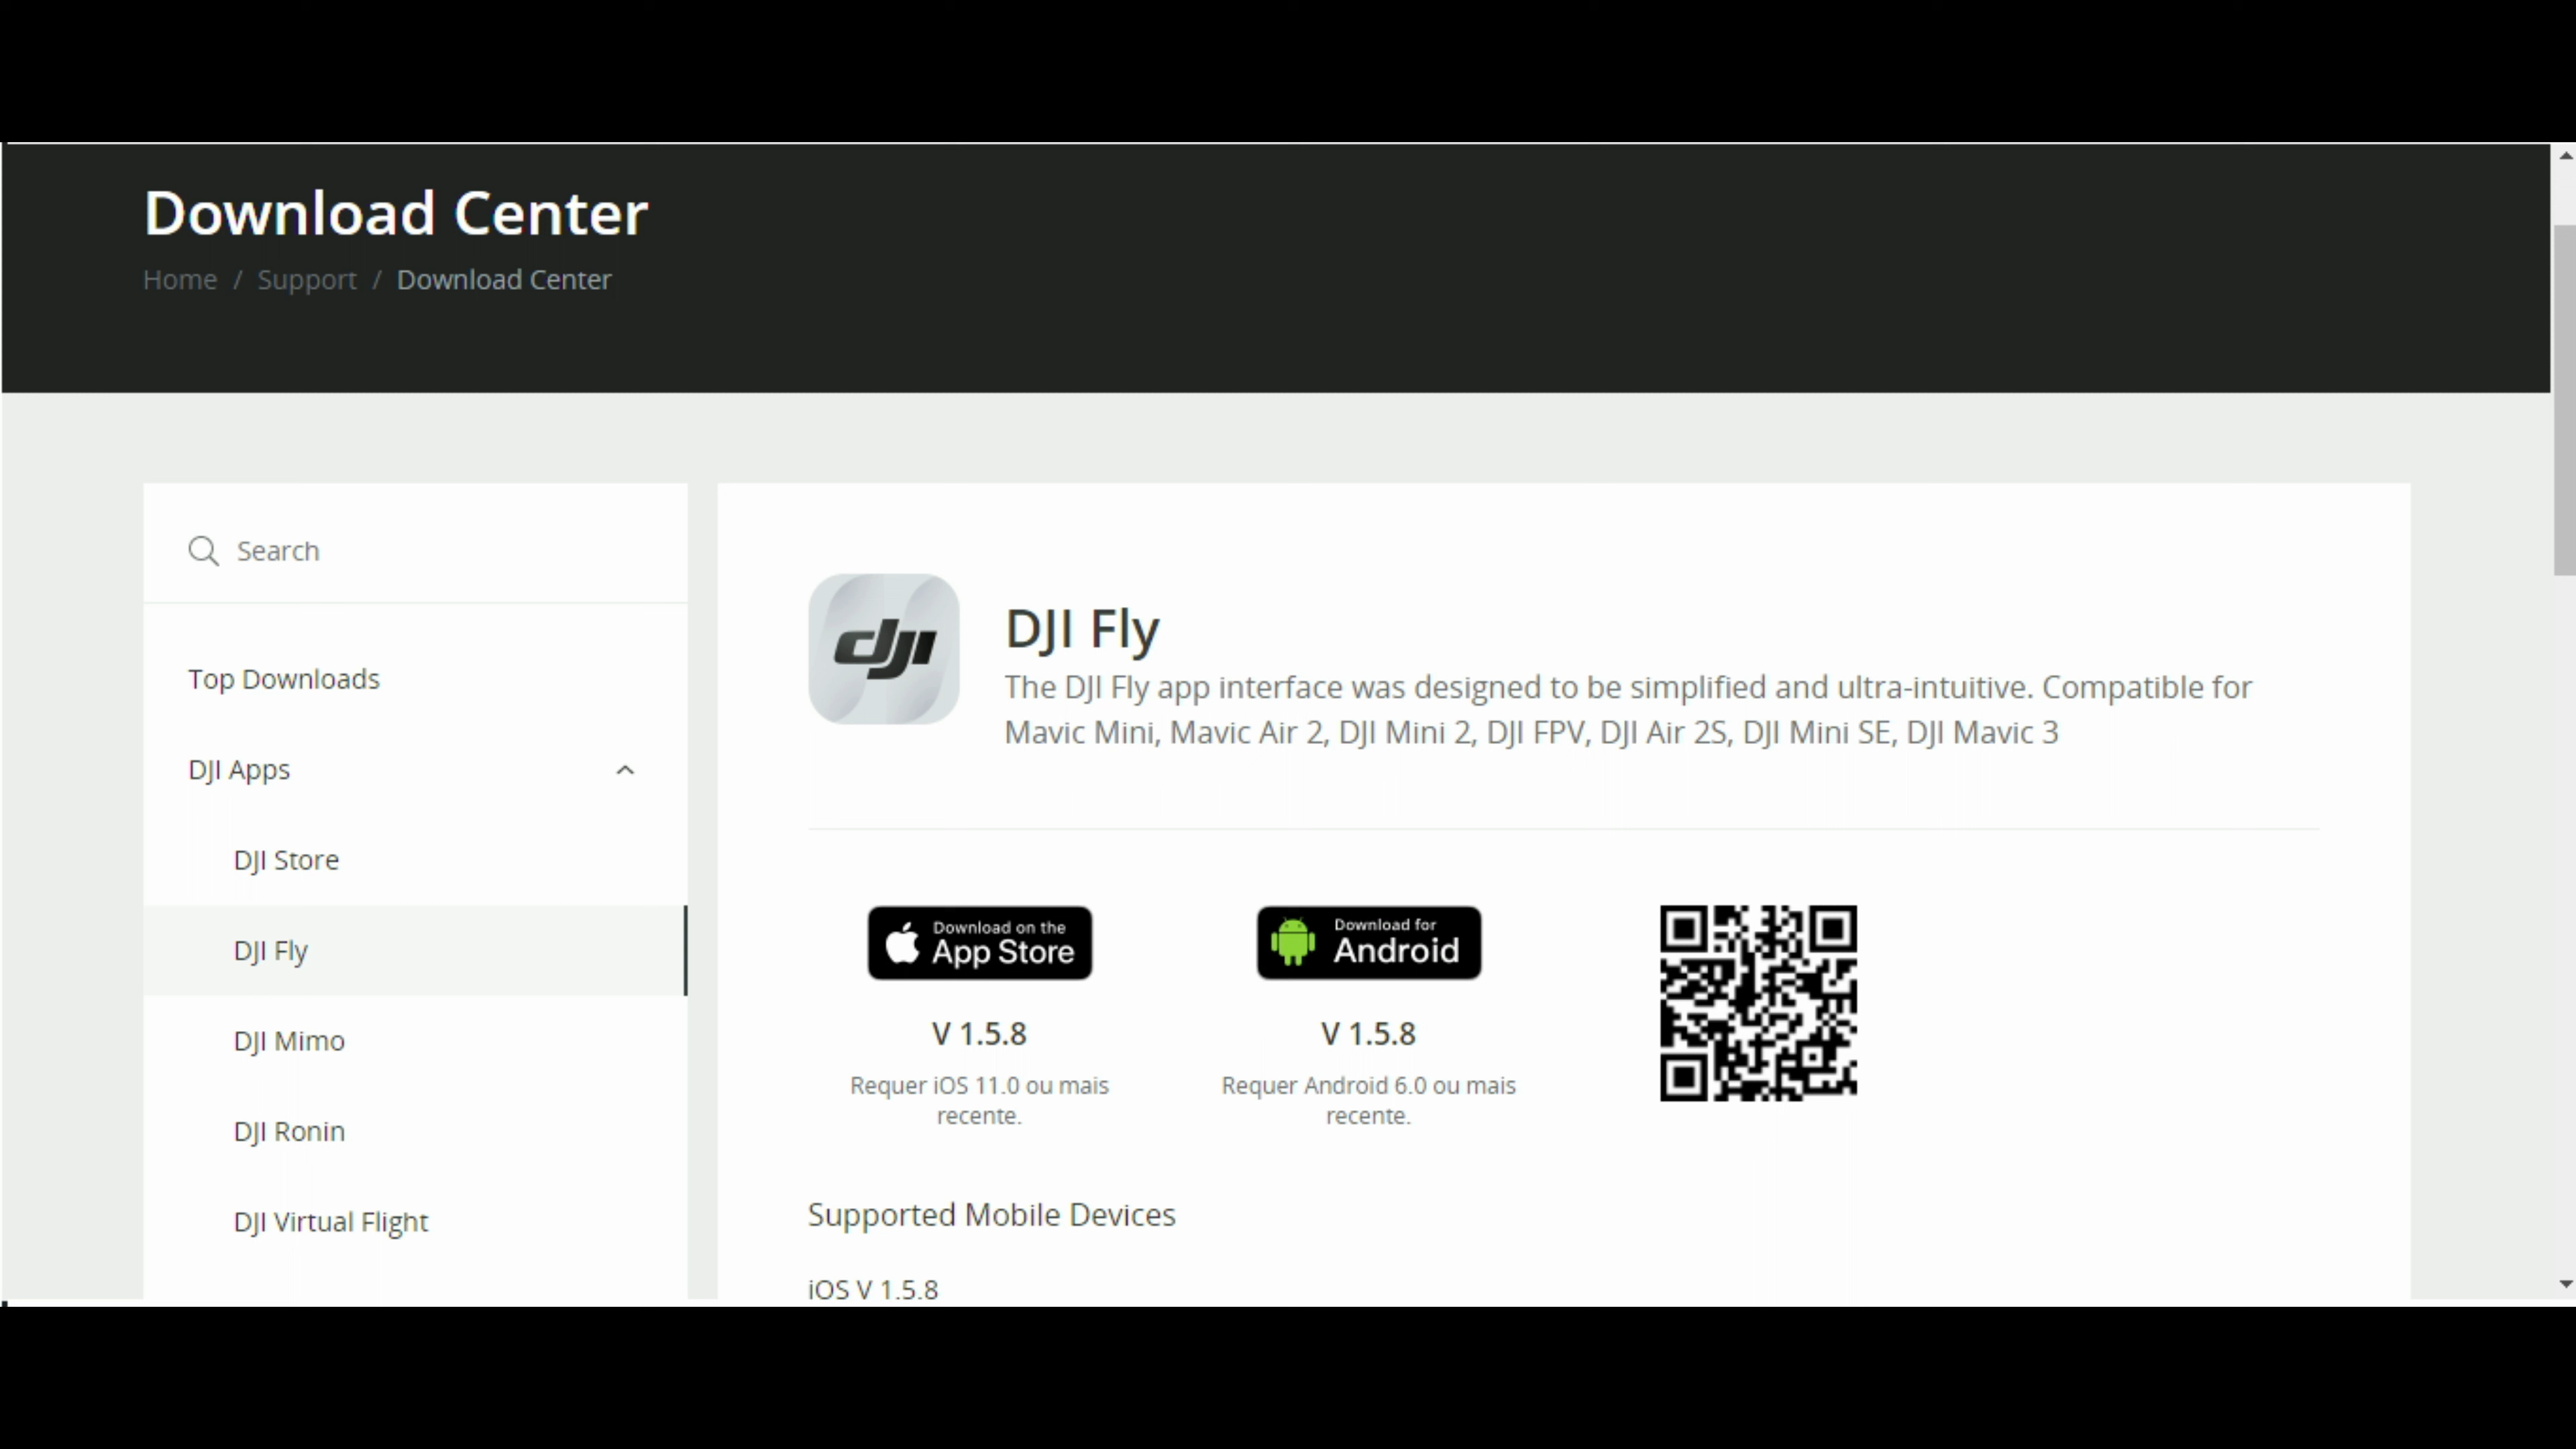 Download Center
Home / Support / Download Center
Search
Top Downloads
DJI Apps
DJI Store
DJI Fly
DJI Mimo
DJI Ronin
DJI Virtual Flight
dji
DJI Fly
The DJI Fly app interface was designed to be simplified and ultra-intuitive. Compatible for
Mavic Mini, Mavic Air 2, DJI Mini 2, DJI FPV, DJI Air 2S, DJI Mini SE, DJI Mavic 3
Download on the
App Store
V 1.5.8
Requer iOS 11.0 ou mais
recente.
Download for
Android
V 1.5.8
Requer Android 6.0 ou mais
recente.
Supported Mobile Devices
iOS V 1.5.8